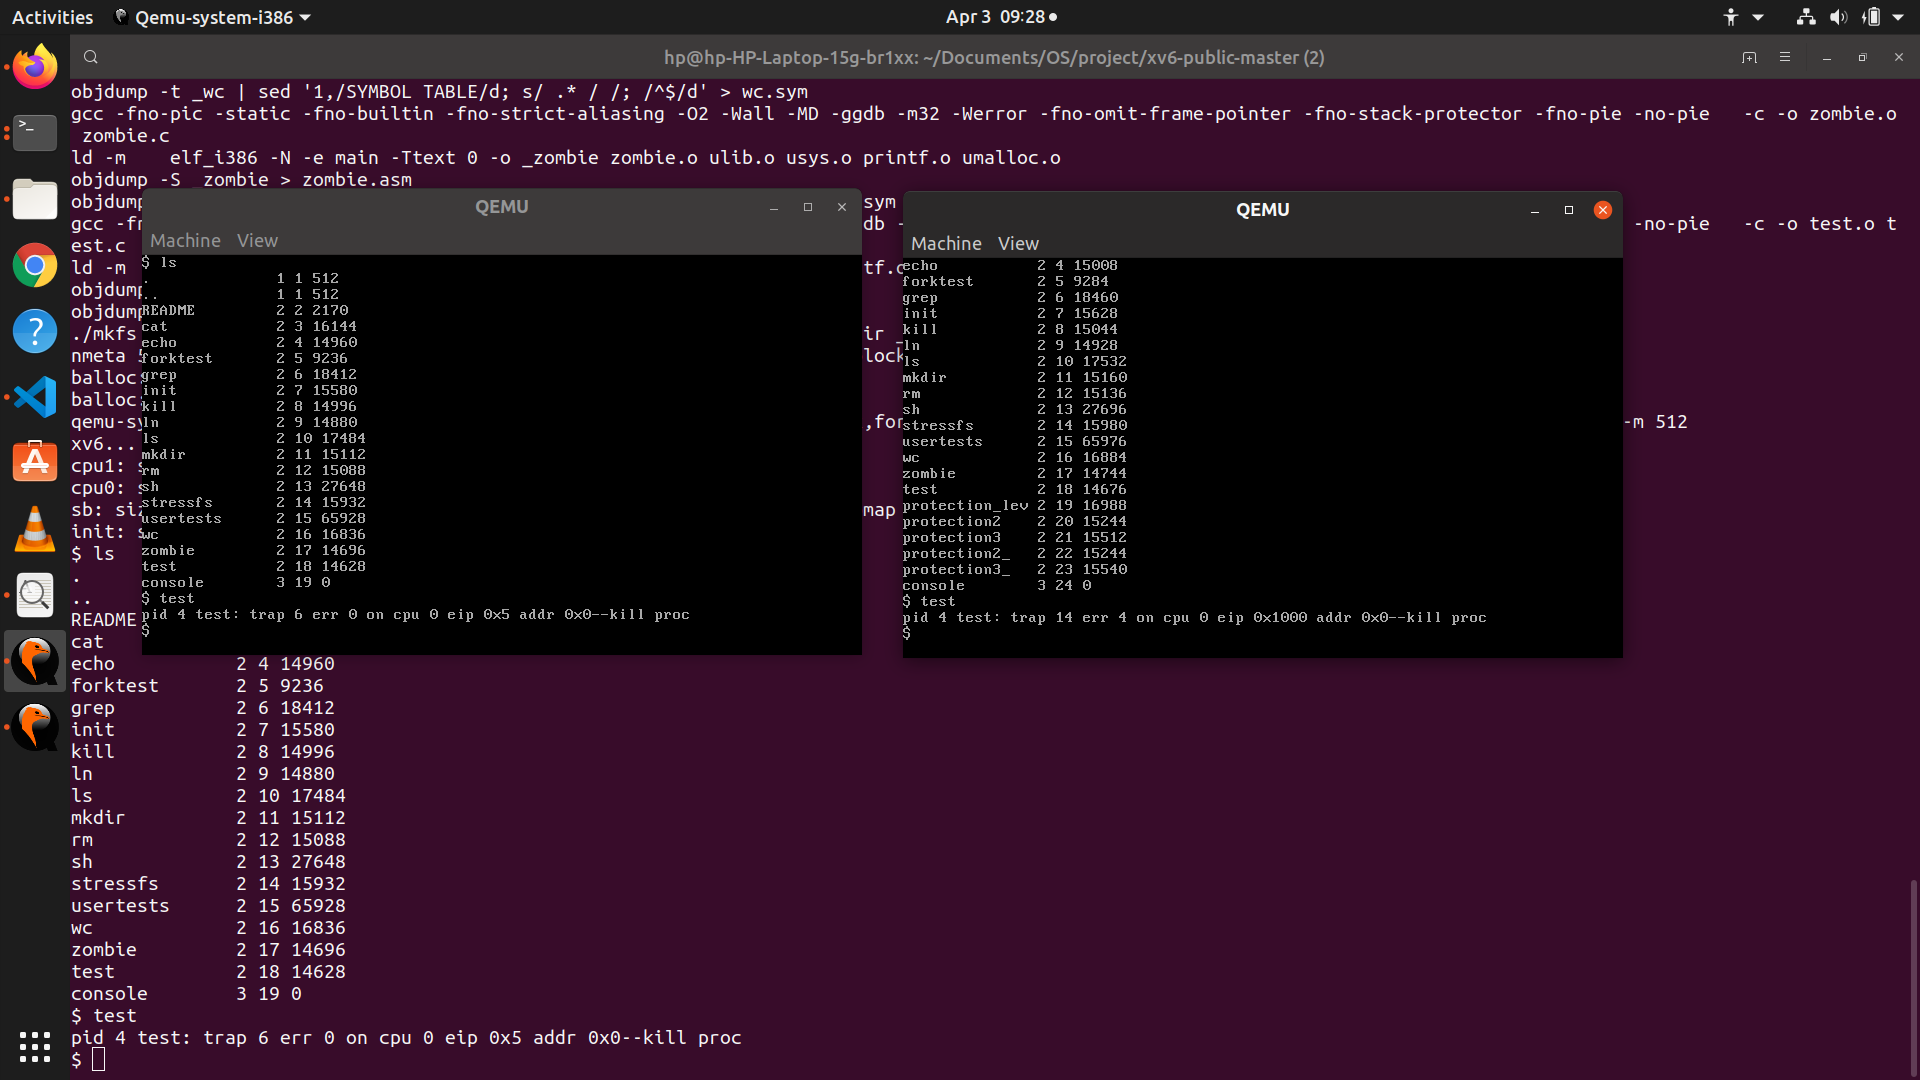 Activities Qemu-system-i386 Apr 3 09:28
hp@hp-HP-Laptop-15g-br1xx: ~/Documents/OS/project/xv6-public-master (2)
objdump -t _wc | sed '1,/SYMBOL TABLE/d; s/ .* / /; /^$/d' > wc.sym
gcc -fno-pic -static -fno-builtin -fno-strict-aliasing -O2 -Wall -MD -ggdb -m32 -Werror -fno-omit-frame-pointer -fno-stack-protector -fno-pie -no-pie   -c -o zombie.o
 zombie.c
ld -m    elf_i386 -N -e main -Ttext 0 -o _zombie zombie.o ulib.o usys.o printf.o umalloc.o
objdump -S _zombie > zombie.asm
objdump sym
gcc -fn db - -no-pie   -c -o test.o t
est.c
ld -m tf.o
objdump
objdump
./mkfs ir _
nmeta lock
balloc
balloc
qemu-sy ,for -m 512
xv6...
cpu1: s
cpu0: s
sb: siz map
init: s
$ ls
.
..
README
cat
echo 2 4 14960
forktest 2 5 9236
grep 2 6 18412
init 2 7 15580
kill 2 8 14996
ln 2 9 14880
ls 2 10 17484
mkdir 2 11 15112
rm 2 12 15088
sh 2 13 27648
stressfs 2 14 15932
usertests 2 15 65928
wc 2 16 16836
zombie 2 17 14696
test 2 18 14628
console 3 19 0
$ test
pid 4 test: trap 6 err 0 on cpu 0 eip 0x5 addr 0x0--kill proc
$
QEMU
Machine View
$ ls
. 1 1 512
.. 1 1 512
README 2 2 2170
cat 2 3 16144
echo 2 4 14960
forktest 2 5 9236
grep 2 6 18412
init 2 7 15580
kill 2 8 14996
ln 2 9 14880
ls 2 10 17484
mkdir 2 11 15112
rm 2 12 15088
sh 2 13 27648
stressfs 2 14 15932
usertests 2 15 65928
wc 2 16 16836
zombie 2 17 14696
test 2 18 14628
console 3 19 0
$ test
pid 4 test: trap 6 err 0 on cpu 0 eip 0x5 addr 0x0--kill proc
$
QEMU
Machine View
echo 2 4 15008
forktest 2 5 9284
grep 2 6 18460
init 2 7 15628
kill 2 8 15044
ln 2 9 14928
ls 2 10 17532
mkdir 2 11 15160
rm 2 12 15136
sh 2 13 27696
stressfs 2 14 15980
usertests 2 15 65976
wc 2 16 16884
zombie 2 17 14744
test 2 18 14676
protection_lev 2 19 16988
protection2 2 20 15244
protection3 2 21 15512
protection2_ 2 22 15244
protection3_ 2 23 15540
console 3 24 0
$ test
pid 4 test: trap 14 err 4 on cpu 0 eip 0x1000 addr 0x0--kill proc
$